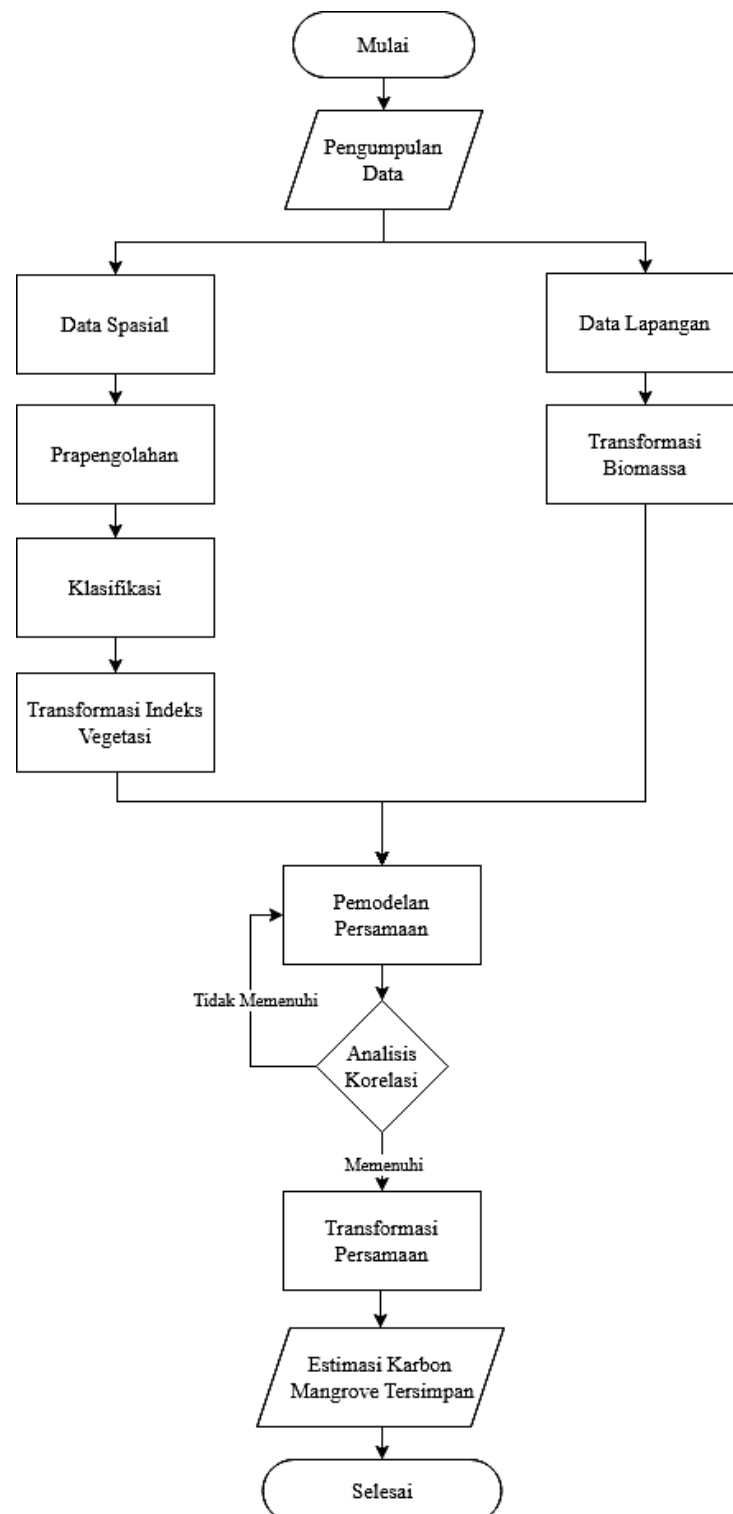 Mulai
Pengumpulan
Data
Data Spasial
Data Lapangan
Prapengolahan
Transformasi
Biomassa
Klasifikasi
Transformasi Indeks
Vegetasi
Pemodelan
Persamaan
Tidak Memenuhi
Analisis
Korelasi
Memenuhi
Transformasi
Persamaan
Estimasi Karbon
Mangrove Tersimpan
Selesai